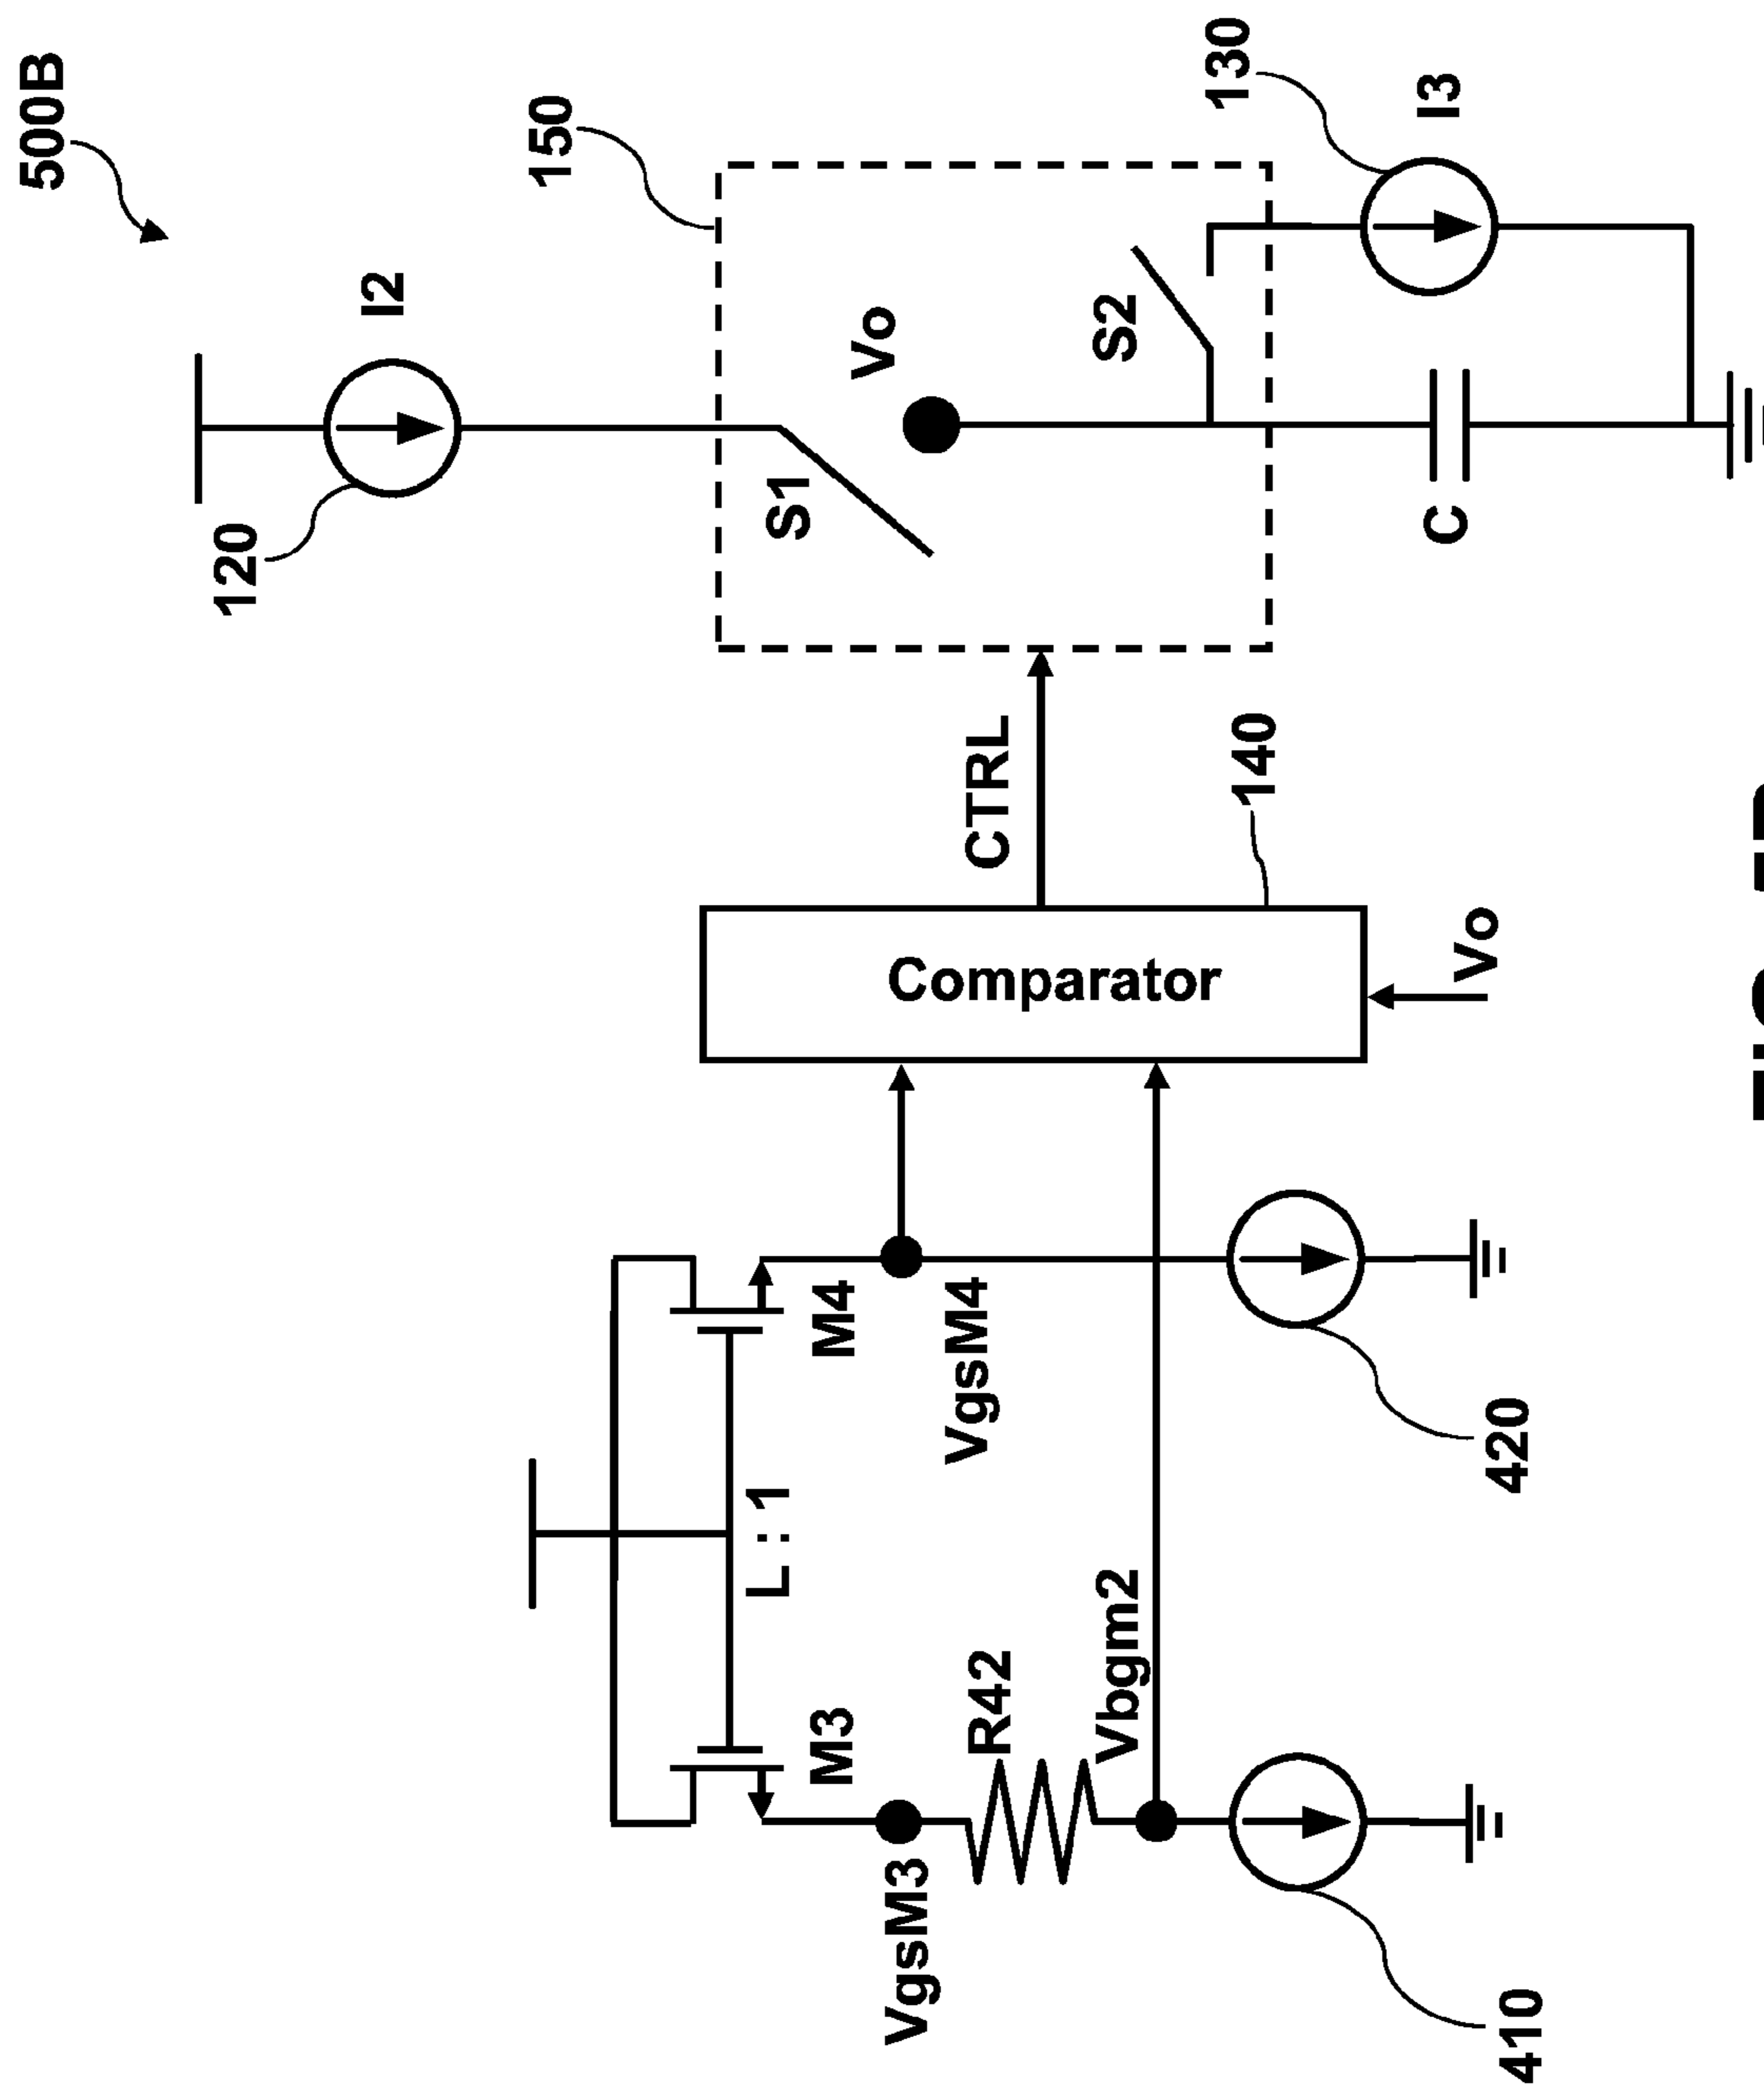 500B
120
I2
150
S1
Vo
S2
130
I3
C
CTRL
140
Comparator
Vo
M4
VgsM4
L : 1
M3
VgsM3
R42
Vbgm2
420
410